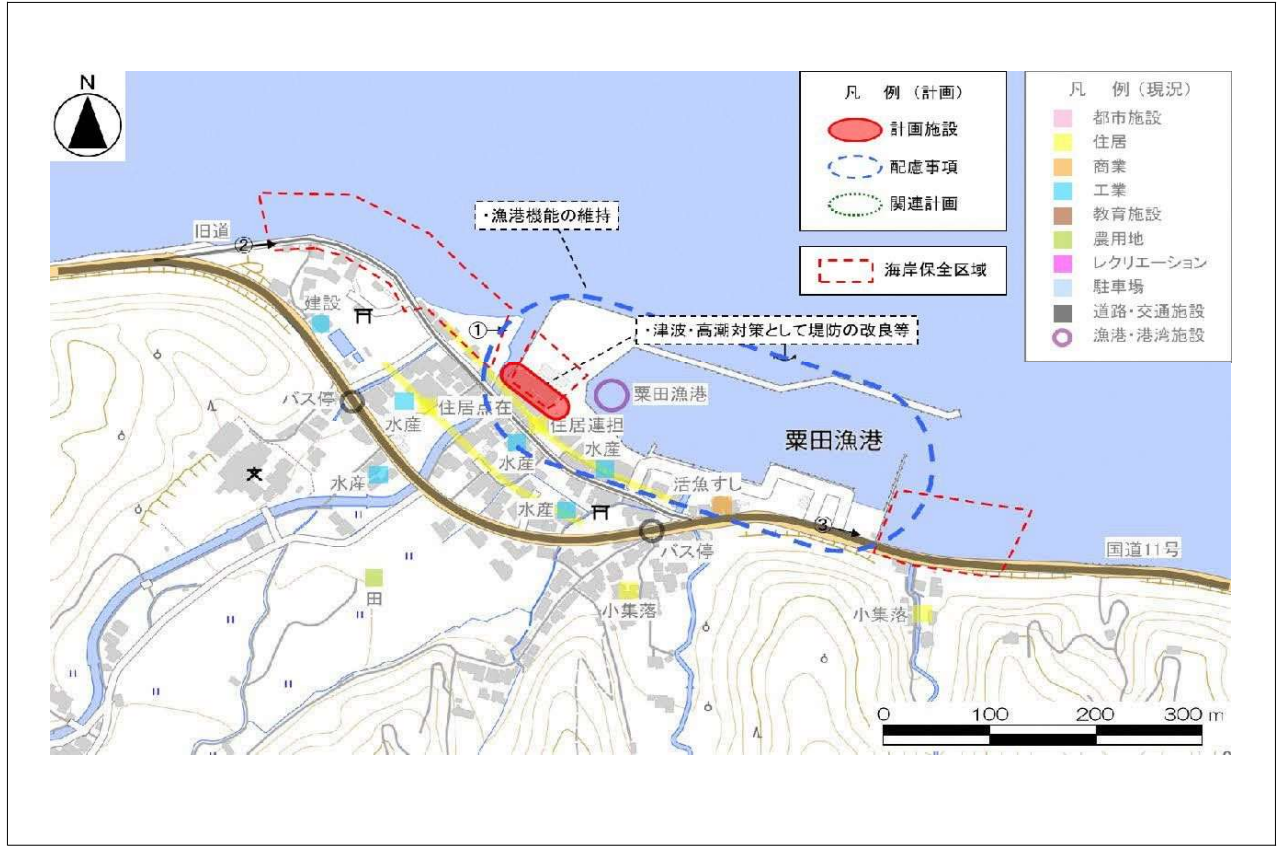 N
凡 例（計画）
計画施設
配慮事項
関連計画
海岸保全区域
凡 例（現況）
都市施設
住居
商業
工業
教育施設
農用地
レクリエーション
駐車場
道路・交通施設
漁港・港湾施設
・漁港機能の維持
旧道
②
建設
①
・津波・高潮対策として堤防の改良等
バス停
水産
住居点在
住居連担
粟田漁港
粟田漁港
水産
水産
水産
水産
活魚すし
③
バス停
国道11号
田
小集落
小集落
0 100 200 300 m